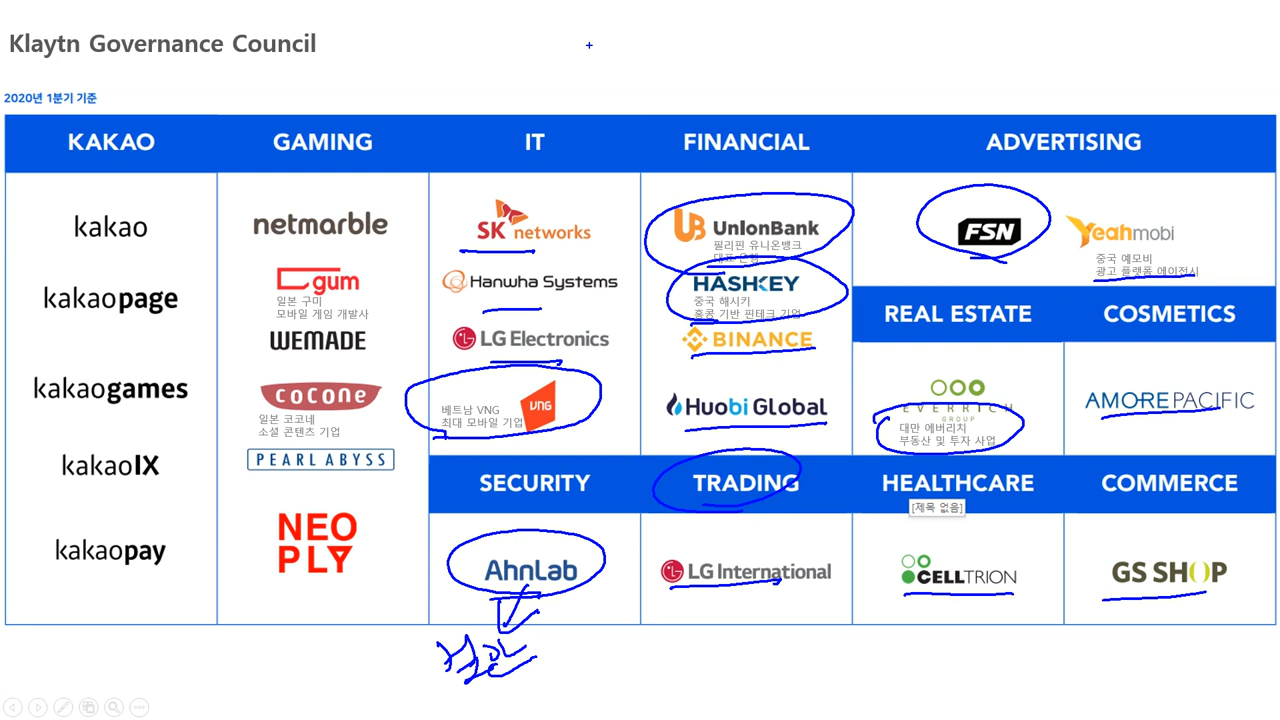 Klaytn Governance Council
2020년 1분기 기준
KAKAO
GAMING
IT
FINANCIAL
ADVERTISING
kakao
kakaopage
kakaogames
kakaoIX
kakaopay
netmarble
gum
일본 구미
모바일 게임 개발사
WEMADE
cocone
일본 코코네
소셜 콘텐츠 기업
PEARL ABYSS
NEO
PLY
SK networks
Hanwha Systems
LG Electronics
베트남 VNG
최대 모바일 기업
VNG
UB UnionBank
필리핀 유니온뱅크
대표 은행
HASHKEY
중국 해시키
홍콩 기반 핀테크 기업
BINANCE
Huobi Global
FSN
Yeahmobi
중국 예모비
광고 플랫폼 에이전시
REAL ESTATE
COSMETICS
EVERRICH
GROUP
대만 에버리치
부동산 및 투자 사업
AMOREPACIFIC
SECURITY
TRADING
HEALTHCARE
COMMERCE
[제목 없음]
AhnLab
LG International
CELLTRION
GS SHOP